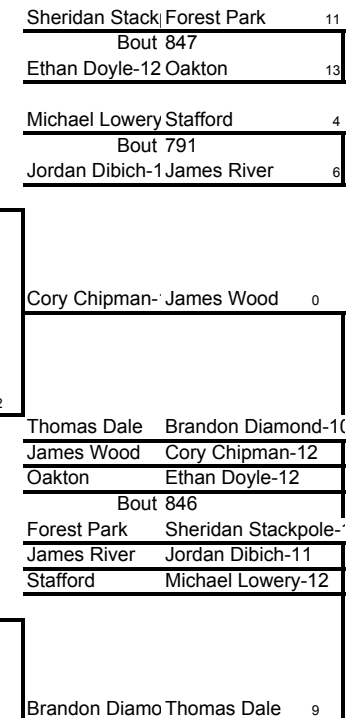 Sheridan Stack Forest Park 11
Bout 847
Ethan Doyle-12 Oakton 13
Michael Lowery Stafford 4
Bout 791
Jordan Dibich-1 James River 6
Cory Chipman- James Wood 0
2
Thomas Dale Brandon Diamond-10
James Wood Cory Chipman-12
Oakton Ethan Doyle-12
Bout 846
Forest Park Sheridan Stackpole-1
James River Jordan Dibich-11
Stafford Michael Lowery-12
Brandon Diamo Thomas Dale 9